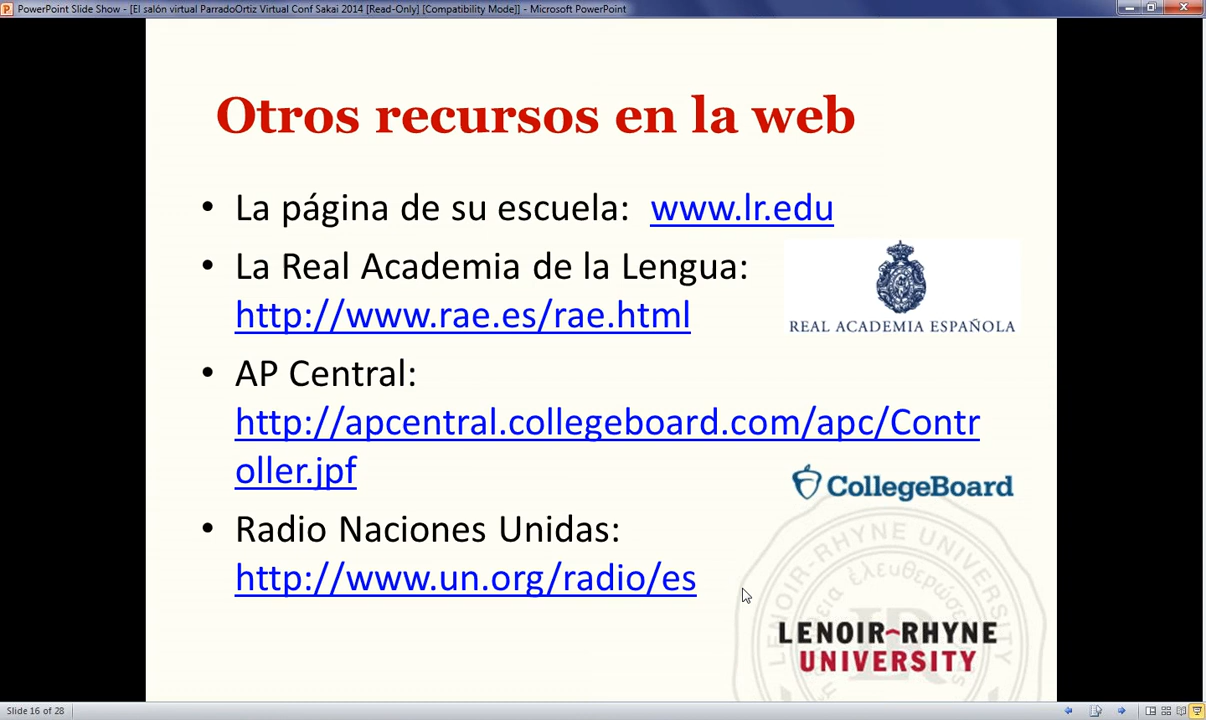 PowerPoint Slide Show - [El salón virtual ParradoOrtiz Virtual Conf Sakai 2014 [Read-Only] [Compatibility Mode]] - Microsoft PowerPoint
Otros recursos en la web
• La página de su escuela: www.lr.edu
• La Real Academia de la Lengua:
http://www.rae.es/rae.html
REAL ACADEMIA ESPAÑOLA
• AP Central:
http://apcentral.collegeboard.com/apc/Contr
oller.jpf
CollegeBoard
• Radio Naciones Unidas:
http://www.un.org/radio/es
LENOIR-RHYNE UNIVERSITY
LENOIR-RHYNE
UNIVERSITY
Slide 16 of 28